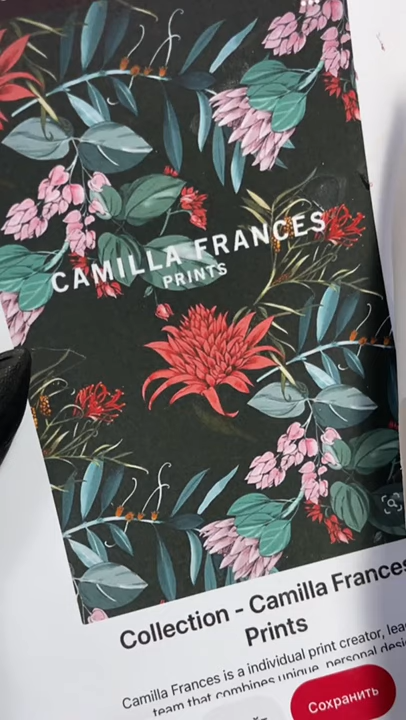 CAMILLA FRANCES
PRINTS
Collection - Camilla Frances
Prints
Camilla Frances is a individual print creator, lea
team that combines unique, personal desi
Сохранить